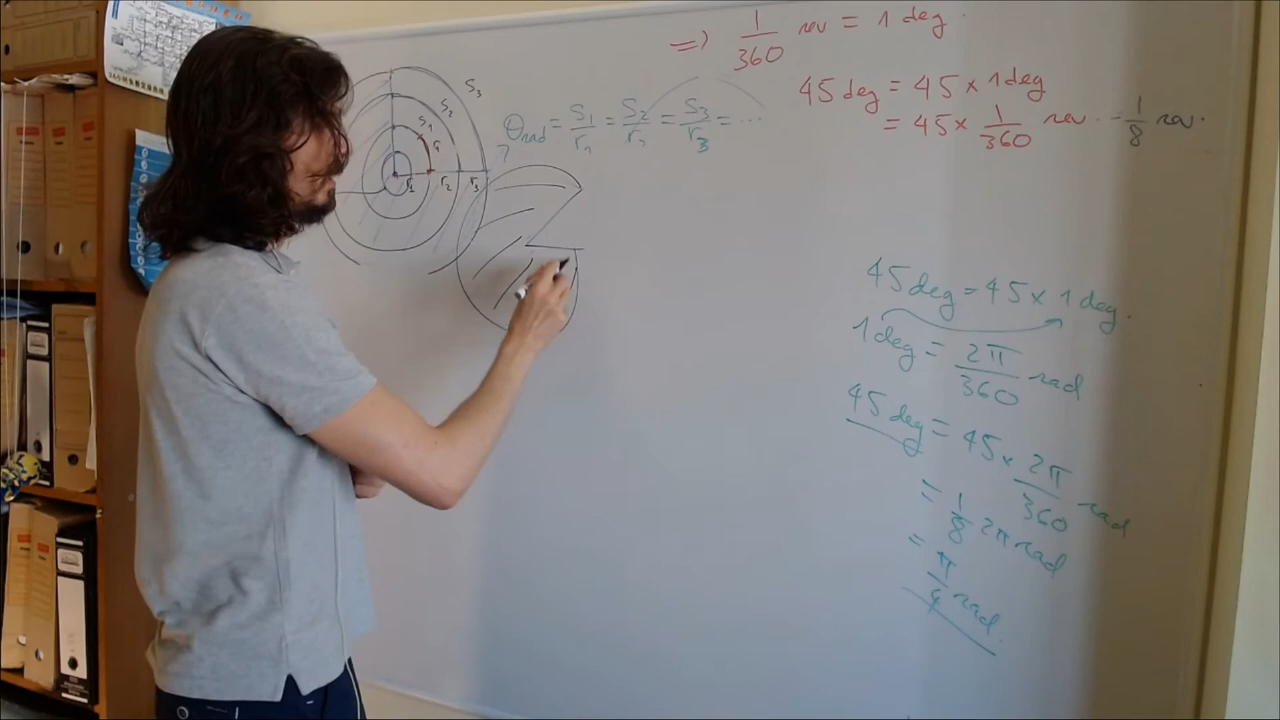 => 1/360 rev = 1 deg.
45 deg = 45 × 1 deg
= 45 × 1/360 rev = 1/8 rev.
S3
S2
S1
r1 r2 r3
θrad = S1/r1 = S2/r2 = S3/r3 = ...
45 deg = 45 × 1 deg.
1 deg = 2π/360 rad
45 deg = 45 × 2π/360 rad
= 1/8 2π rad
= π/4 rad.